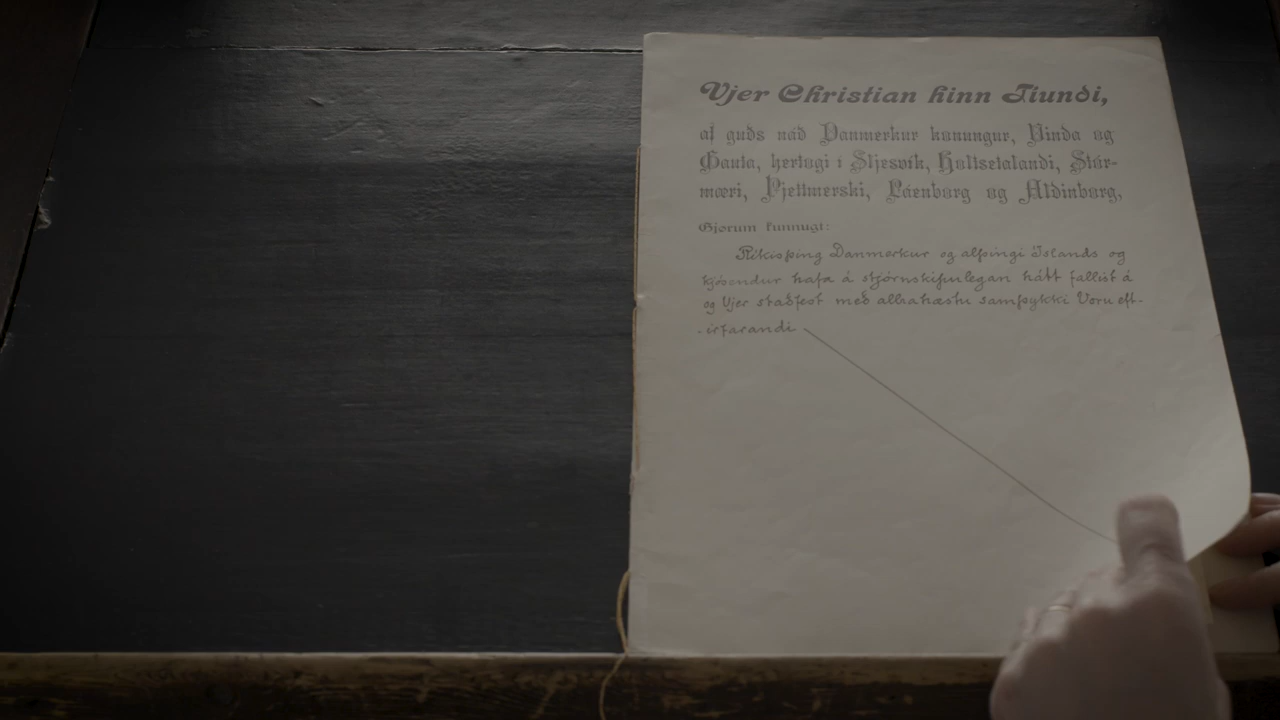 Vjer Christian hinn Tiundi,
af guðs náð Danmerkur konungur, Vinda og
Gauta, hertogi í Sljesvík, Holtsetalandi, Stór-
mæri, Þjettmerski, Láenborg og Aldinborg,
Gjörum kunnugt:
Ríkisþing Danmerkur og alþingi Íslands og
kjósendur hafa á stjórnskipulegan hátt fallist á
og Vjer staðfest með allrahæstu samþykki Voru eft-
-irfarandi